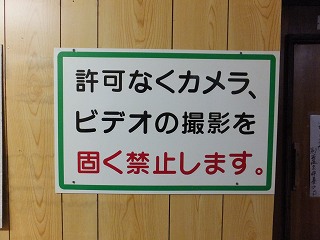 許可なくカメラ、
ビデオの撮影を
固く禁止します。